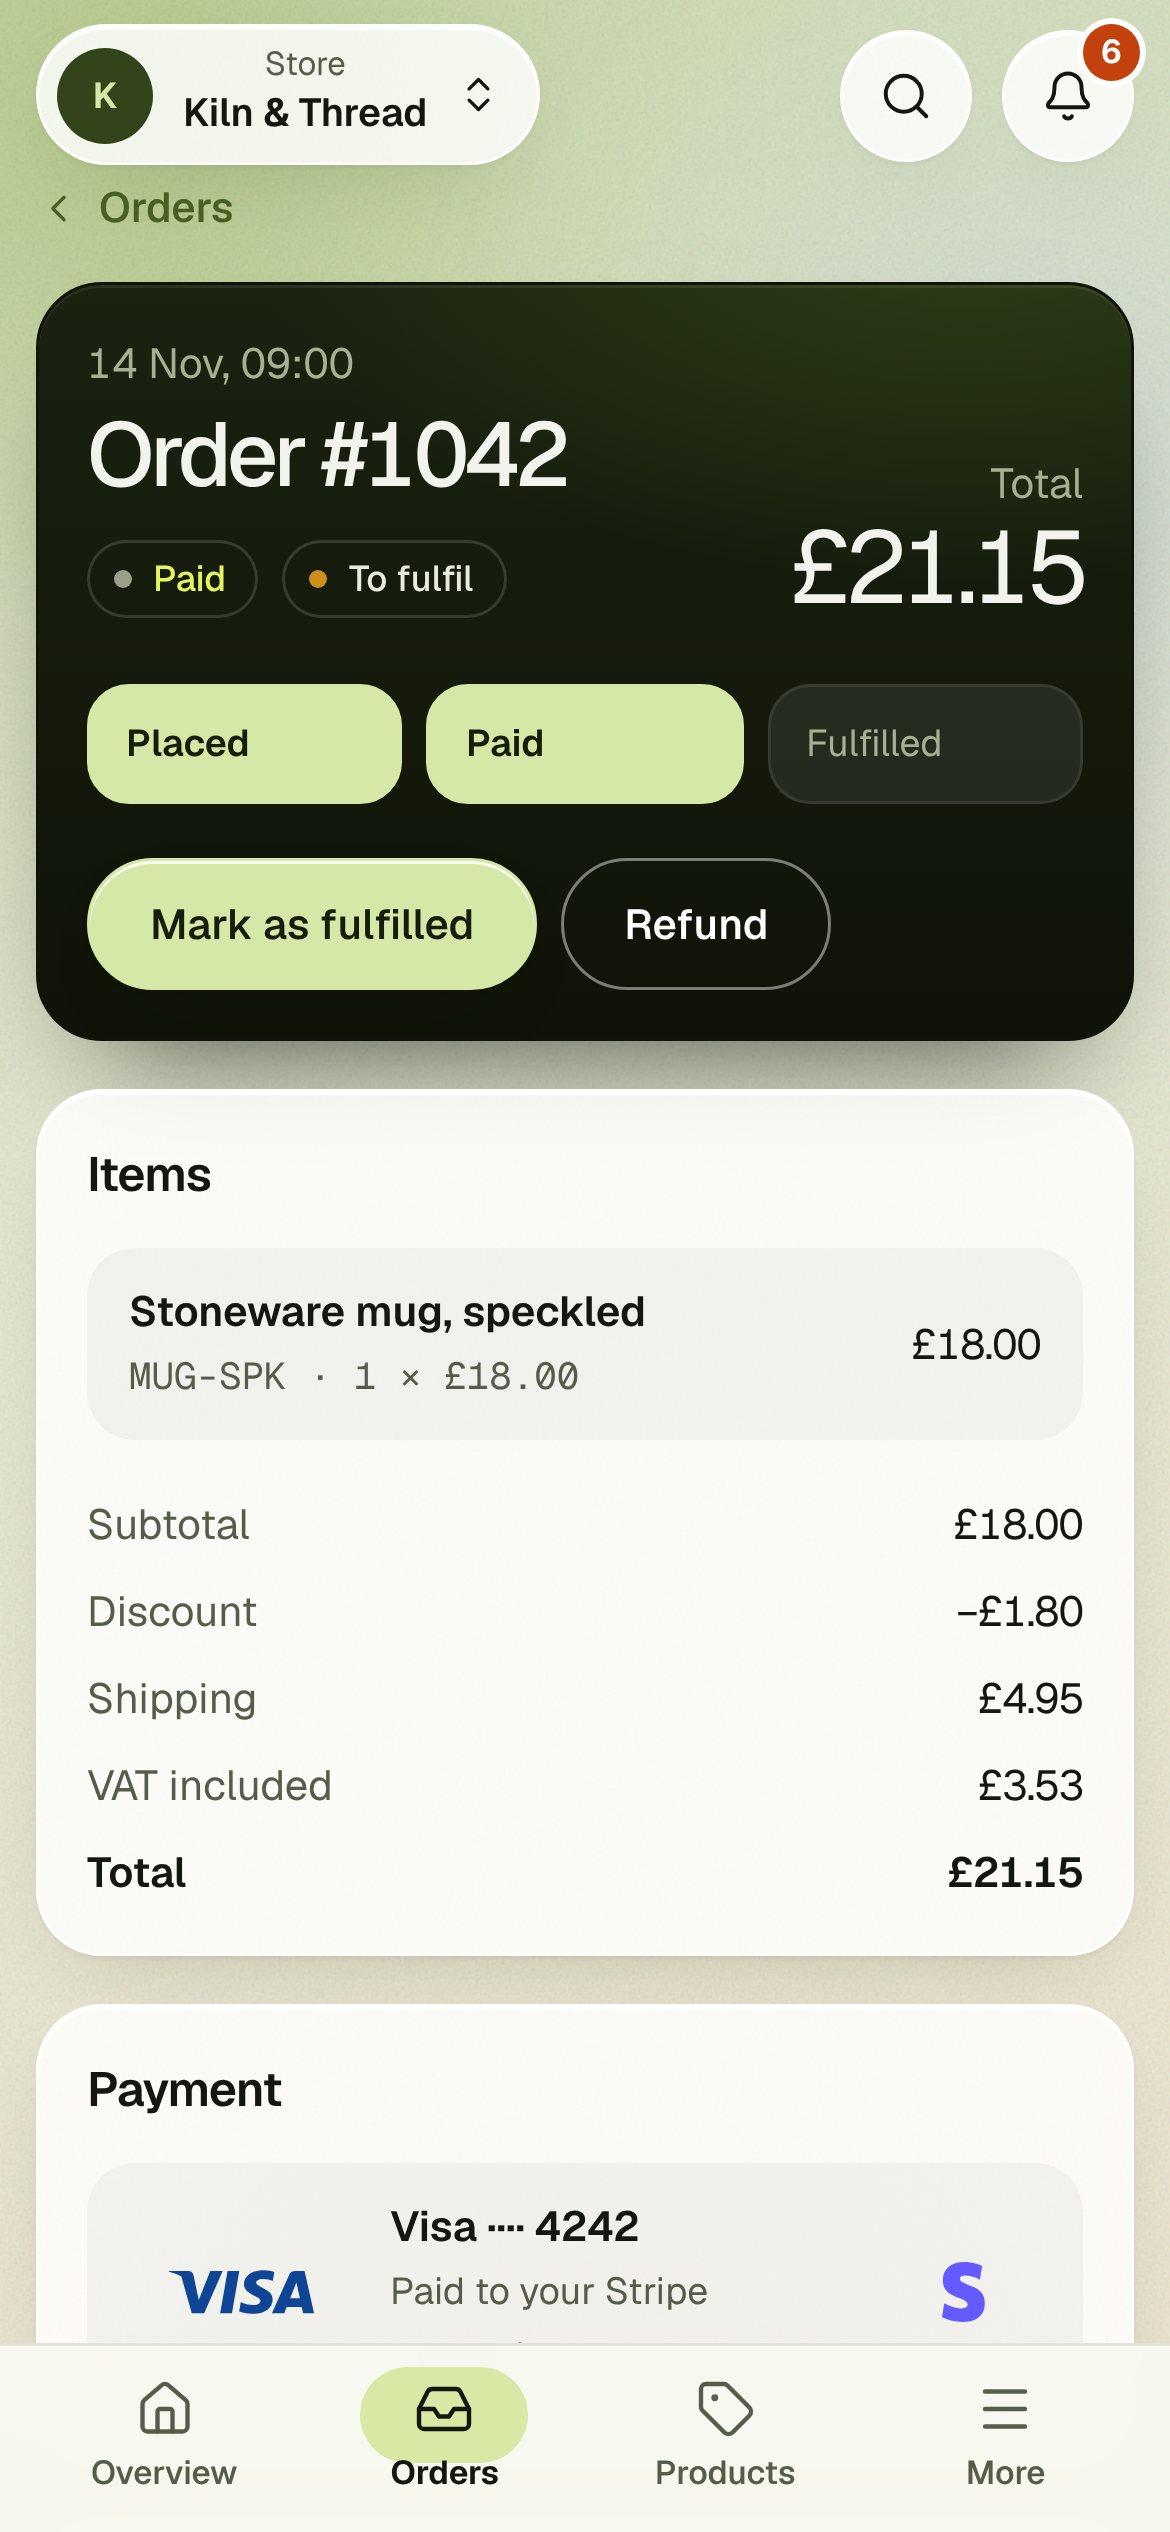 K
Store
Kiln & Thread
6
Orders
14 Nov, 09:00
Order #1042
Total
£21.15
Paid
To fulfil
Placed
Paid
Fulfilled
Mark as fulfilled
Refund
Items
Stoneware mug, speckled
MUG-SPK · 1 × £18.00
£18.00
Subtotal
£18.00
Discount
−£1.80
Shipping
£4.95
VAT included
£3.53
Total
£21.15
Payment
Visa ···· 4242
VISA
Paid to your Stripe
S
Overview
Orders
Products
More